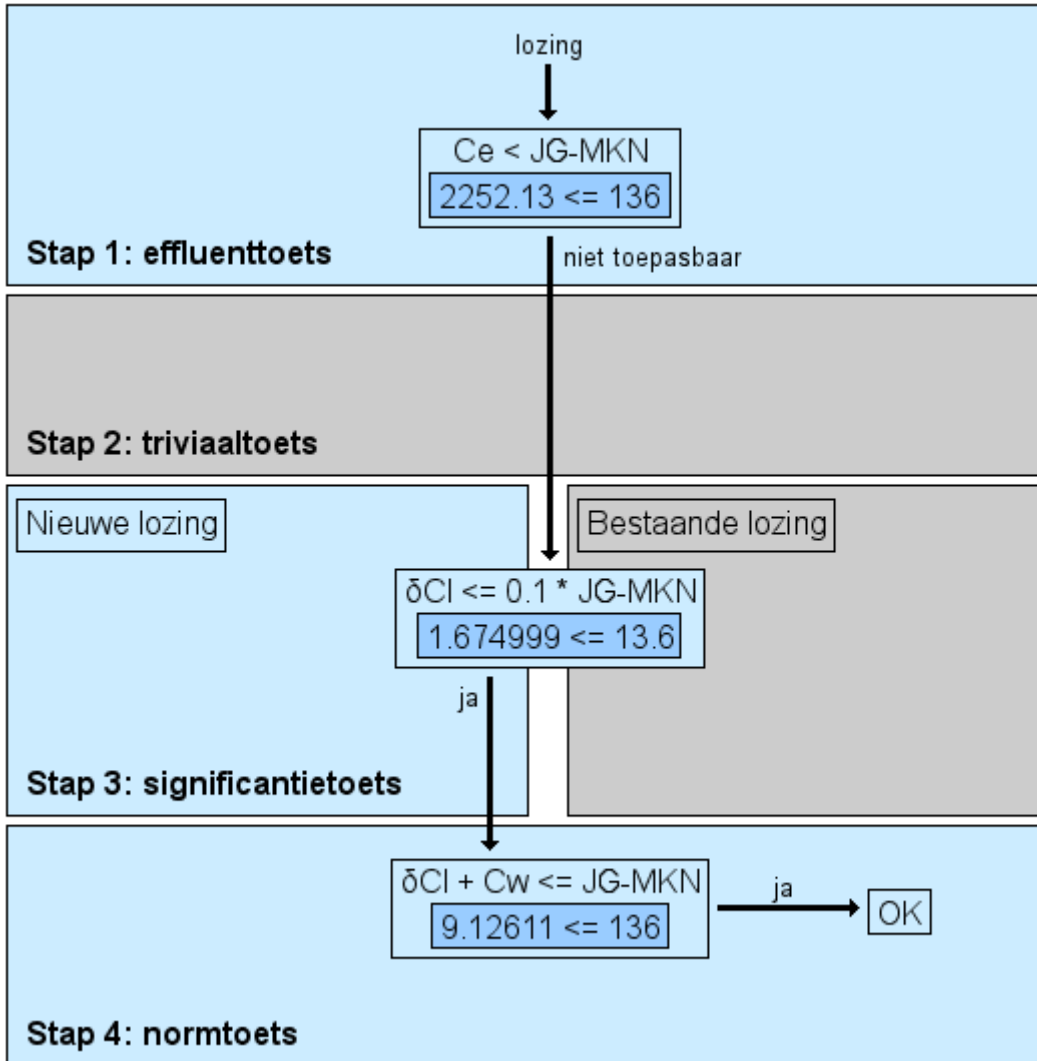 lozing
Ce < JG-MKN
2252.13 <= 136
Stap 1: effluenttoets
niet toepasbaar
Stap 2: triviaaltoets
Nieuwe lozing
Bestaande lozing
δCl <= 0.1 * JG-MKN
1.674999 <= 13.6
ja
Stap 3: significantietoets
δCl + Cw <= JG-MKN
9.12611 <= 136
ja
OK
Stap 4: normtoets